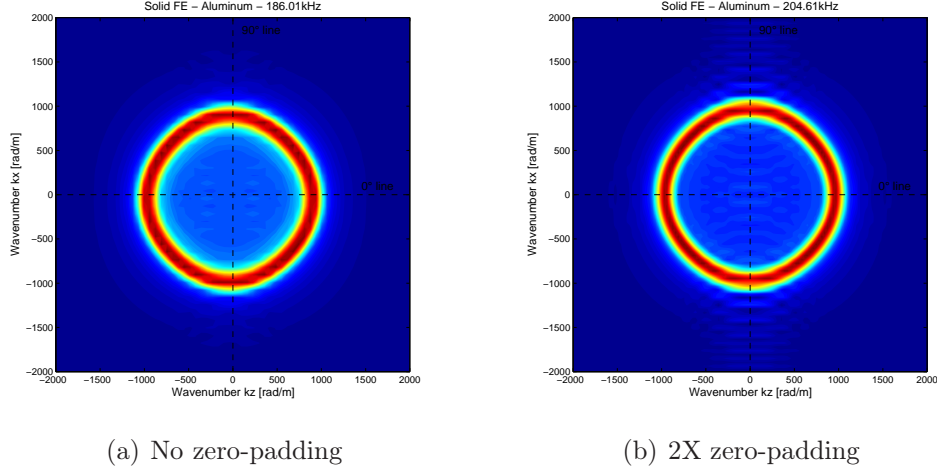 Solid FE − Aluminum − 186.01kHz
2000
1500
1000
500
0
−500
−1000
−1500
−2000
Wavenumber kx [rad/m]
90° line
0° line
−2000 −1500 −1000 −500 0 500 1000 1500 2000
Wavenumber kz [rad/m]
(a) No zero-padding
Solid FE − Aluminum − 204.61kHz
2000
1500
1000
500
0
−500
−1000
−1500
−2000
Wavenumber kx [rad/m]
90° line
0° line
−2000 −1500 −1000 −500 0 500 1000 1500 2000
Wavenumber kz [rad/m]
(b) 2X zero-padding